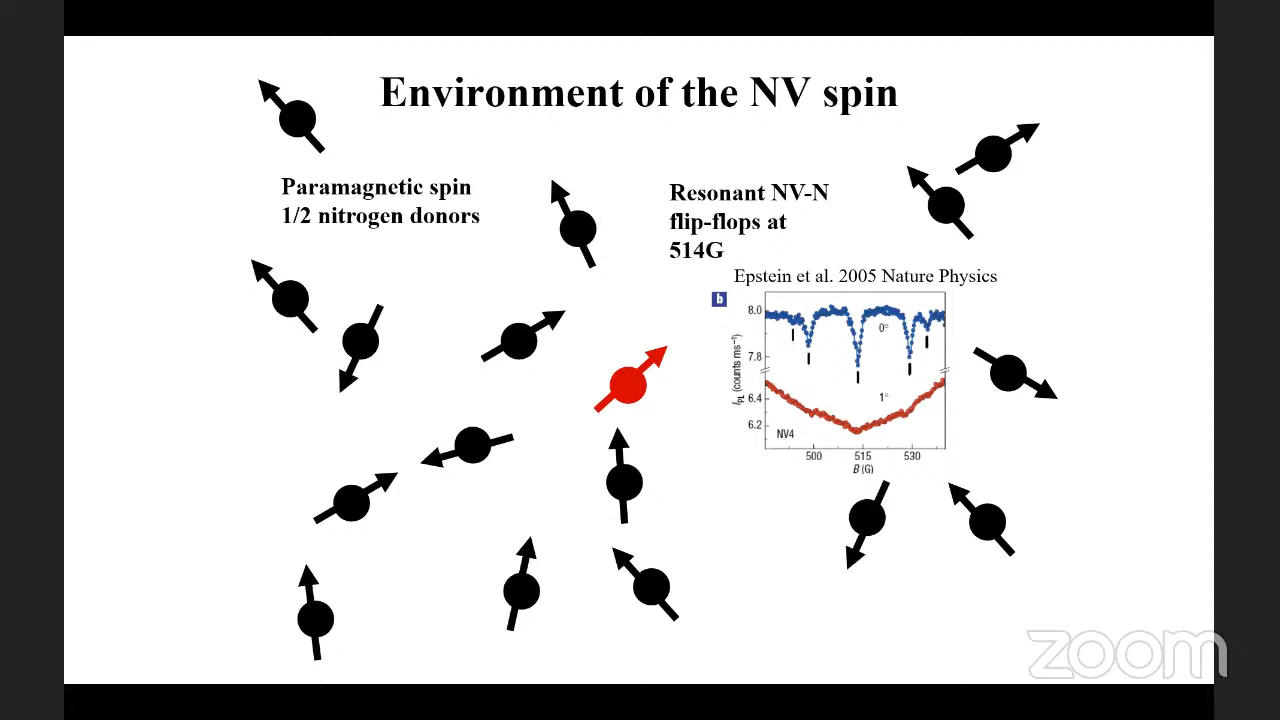 Environment of the NV spin
Paramagnetic spin
1/2 nitrogen donors
Resonant NV-N
flip-flops at
514G
Epstein et al. 2005 Nature Physics
b
8.0
0°
7.8
I_PL (counts ms⁻¹)
6.4
1°
6.2
NV4
500 515 530
B (G)
zoom